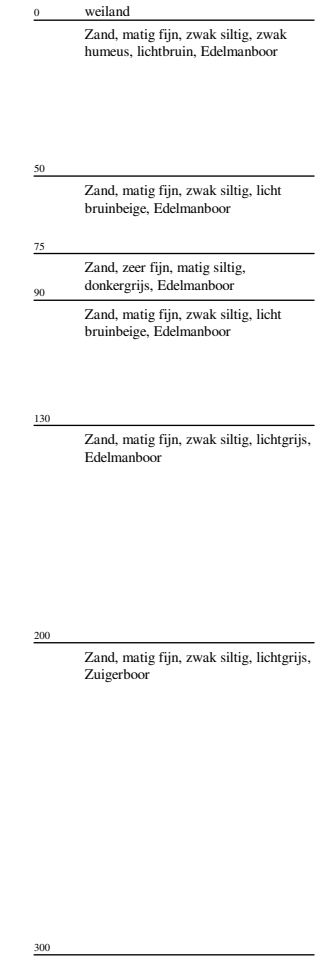 0 weiland
Zand, matig fijn, zwak siltig, zwak
humeus, lichtbruin, Edelmanboor
50
Zand, matig fijn, zwak siltig, licht
bruinbeige, Edelmanboor
75
Zand, zeer fijn, matig siltig,
donkergrijs, Edelmanboor
90
Zand, matig fijn, zwak siltig, licht
bruinbeige, Edelmanboor
130
Zand, matig fijn, zwak siltig, lichtgrijs,
Edelmanboor
200
Zand, matig fijn, zwak siltig, lichtgrijs,
Zuigerboor
300